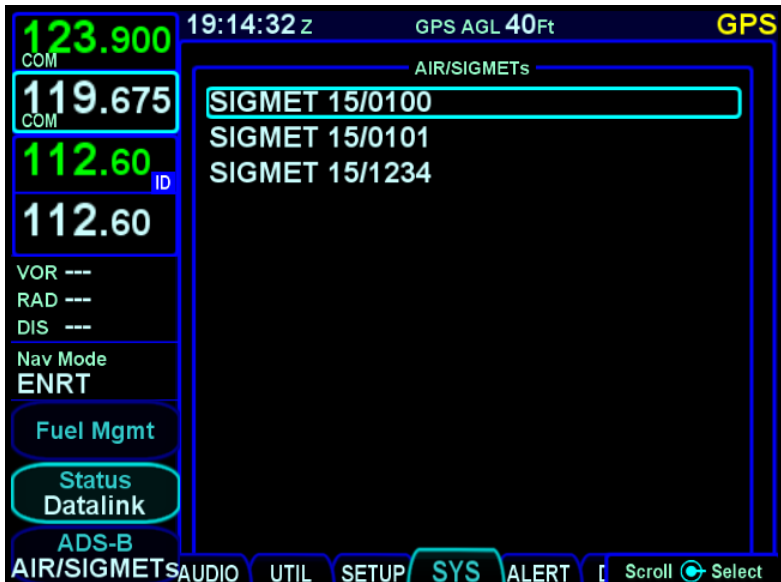 123.900
COM
19:14:32 Z
GPS AGL 40Ft
GPS
119.675
COM
AIR/SIGMETs
SIGMET 15/0100
SIGMET 15/0101
SIGMET 15/1234
112.60
ID
112.60
VOR ---
RAD ---
DIS ---
Nav Mode
ENRT
Fuel Mgmt
Status
Datalink
ADS-B
AIR/SIGMETs
AUDIO
UTIL
SETUP
SYS
ALERT
Scroll Select